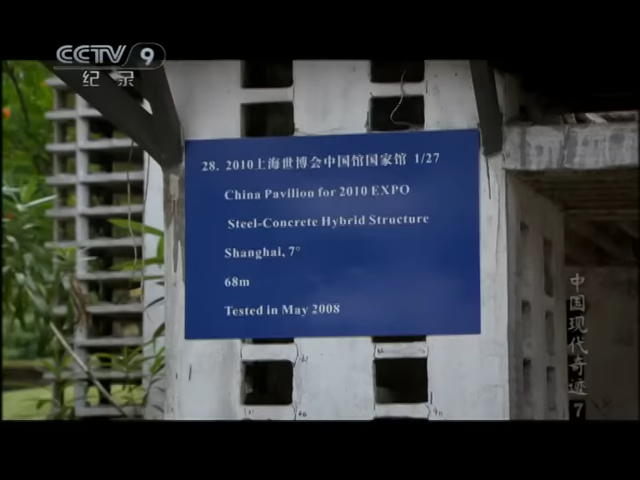 CCTV 9
纪录
28. 2010上海世博会中国馆国家馆 1/27
China Pavilion for 2010 EXPO
Steel-Concrete Hybrid Structure
Shanghai, 7°
68m
Tested in May 2008
中国现代奇迹 7